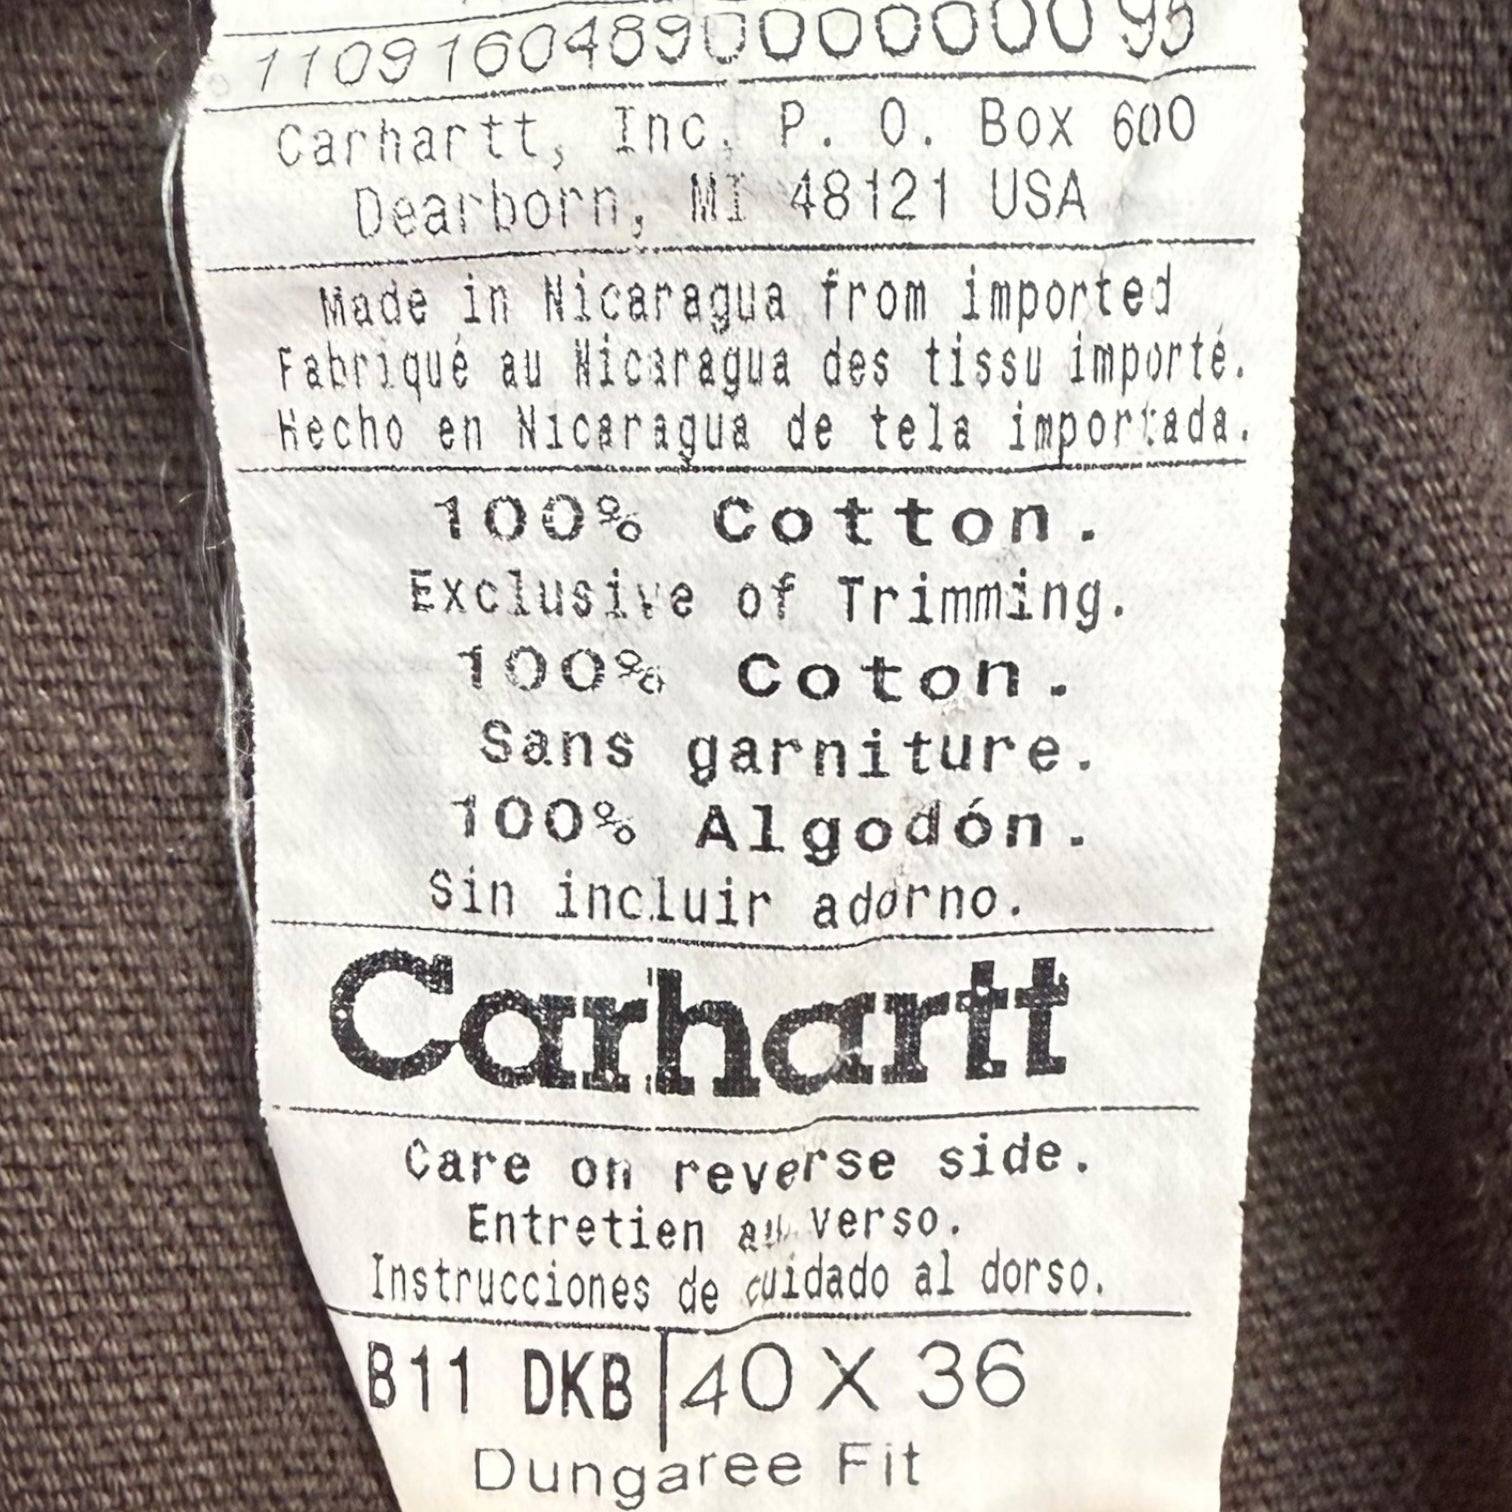 11091604890000000095
Carhartt, Inc. P. O. Box 600
Dearborn, MI 48121 USA
Made in Nicaragua from imported
Fabriqué au Nicaragua des tissu importé.
Hecho en Nicaragua de tela importada.
100% Cotton.
Exclusive of Trimming.
100% Coton.
Sans garniture.
100% Algodón.
Sin incluir adorno.
Carhartt
Care on reverse side.
Entretien au verso.
Instrucciones de cuidado al dorso.
B11 DKB 40 X 36
Dungaree Fit